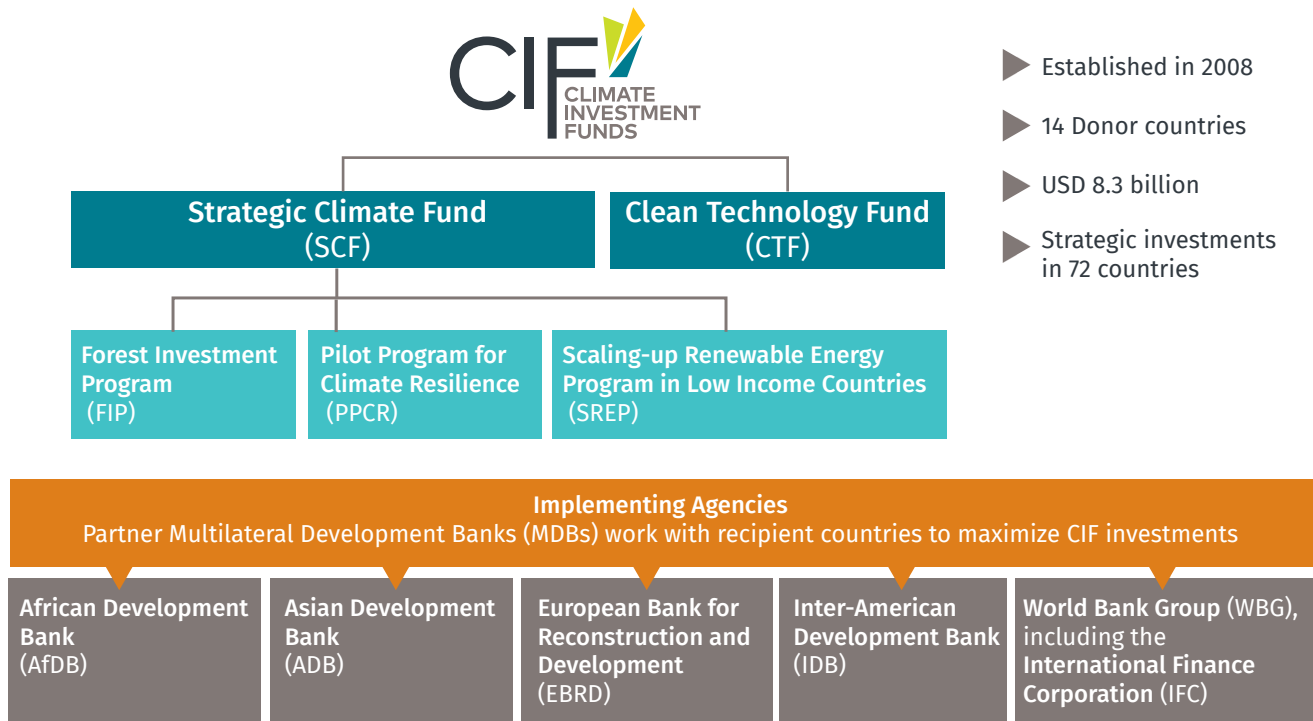 CIF
CLIMATE
INVESTMENT
FUNDS
Established in 2008
14 Donor countries
USD 8.3 billion
Strategic investments
in 72 countries
Strategic Climate Fund
(SCF)
Clean Technology Fund
(CTF)
Forest Investment
Program
(FIP)
Pilot Program for
Climate Resilience
(PPCR)
Scaling-up Renewable Energy
Program in Low Income Countries
(SREP)
Implementing Agencies
Partner Multilateral Development Banks (MDBs) work with recipient countries to maximize CIF investments
African Development
Bank
(AfDB)
Asian Development
Bank
(ADB)
European Bank for
Reconstruction and
Development
(EBRD)
Inter-American
Development Bank
(IDB)
World Bank Group (WBG),
including the
International Finance
Corporation (IFC)